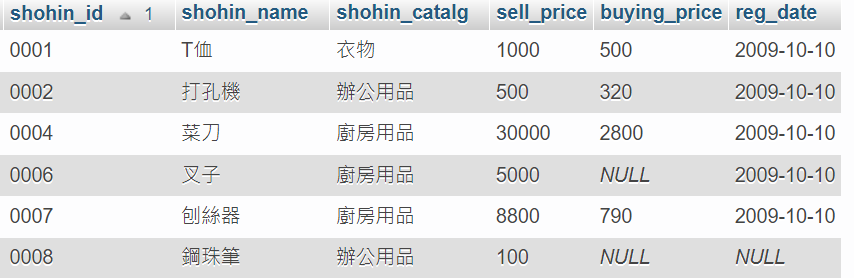 shohin_id 1 shohin_name shohin_catalg sell_price buying_price reg_date
0001 T恤 衣物 1000 500 2009-10-10
0002 打孔機 辦公用品 500 320 2009-10-10
0004 菜刀 廚房用品 30000 2800 2009-10-10
0006 叉子 廚房用品 5000 NULL 2009-10-10
0007 刨絲器 廚房用品 8800 790 2009-10-10
0008 鋼珠筆 辦公用品 100 NULL NULL